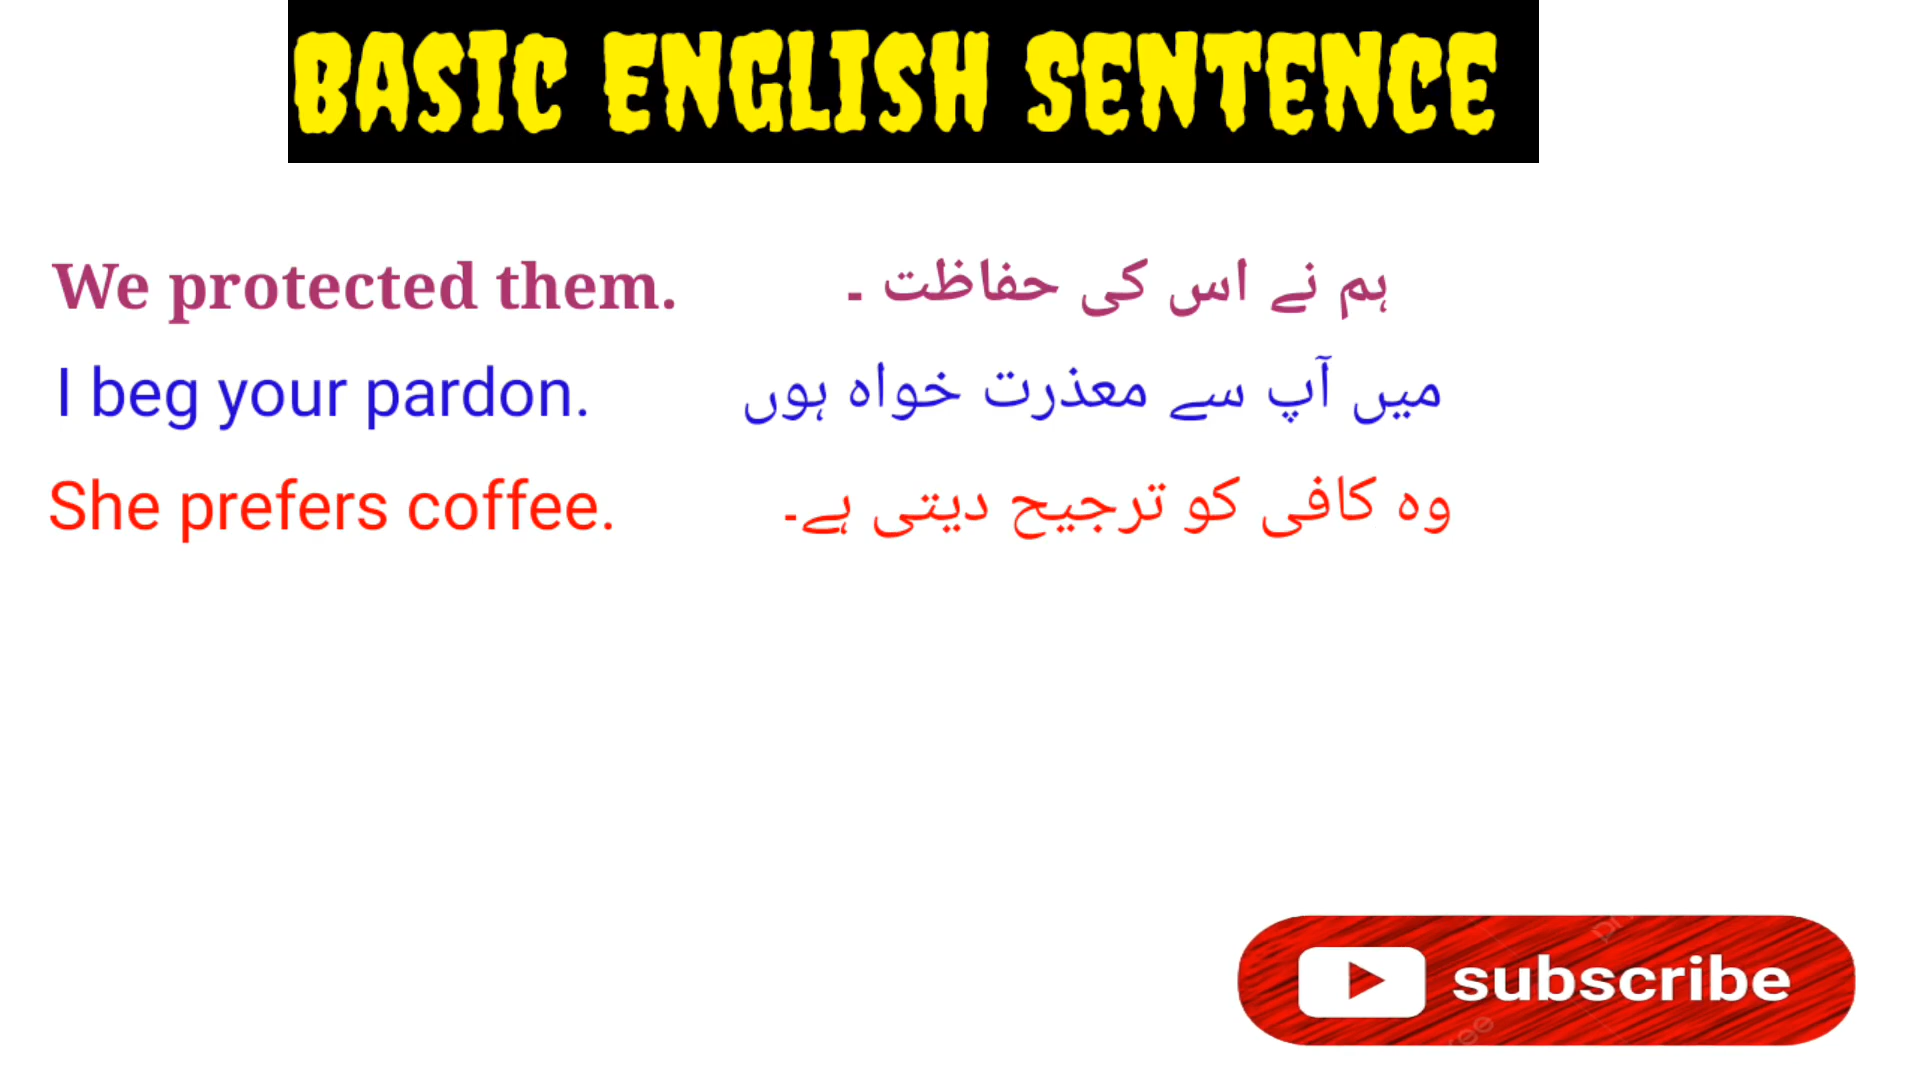 BASIC ENGLISH SENTENCE
We protected them. ہم نے اس کی حفاظت ۔
I beg your pardon. میں آپ سے معذرت خواہ ہوں
She prefers coffee. وہ کافی کو ترجیح دیتی ہے۔
subscribe